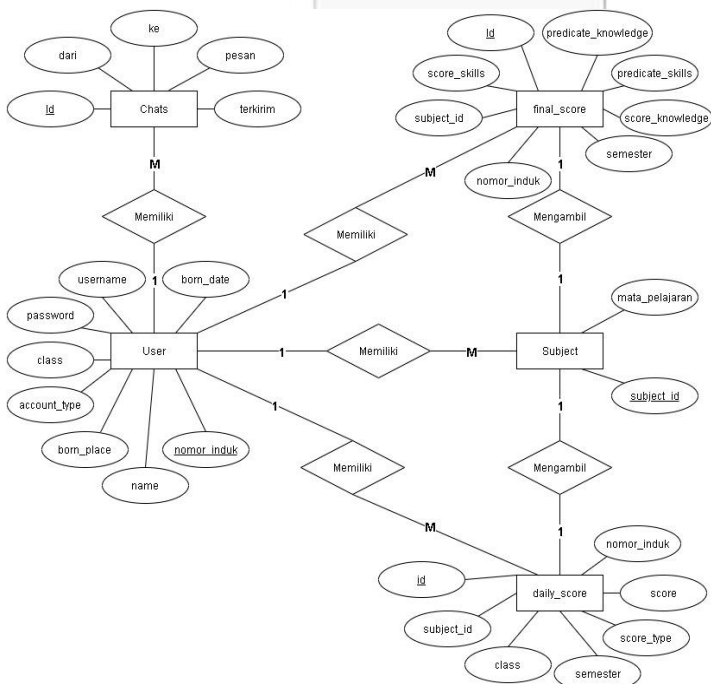 ke
dari
pesan
Id
Chats
terkirim
M
Memiliki
1
Id
predicate_knowledge
score_skills
predicate_skills
final_score
subject_id
score_knowledge
semester
nomor_induk
M
1
Memiliki
Mengambil
1
1
username
born_date
password
class
User
account_type
born_place
nomor_induk
name
1
Memiliki
M
mata_pelajaran
Subject
subject_id
1
1
Memiliki
Mengambil
M
1
nomor_induk
id
daily_score
score
subject_id
score_type
class
semester